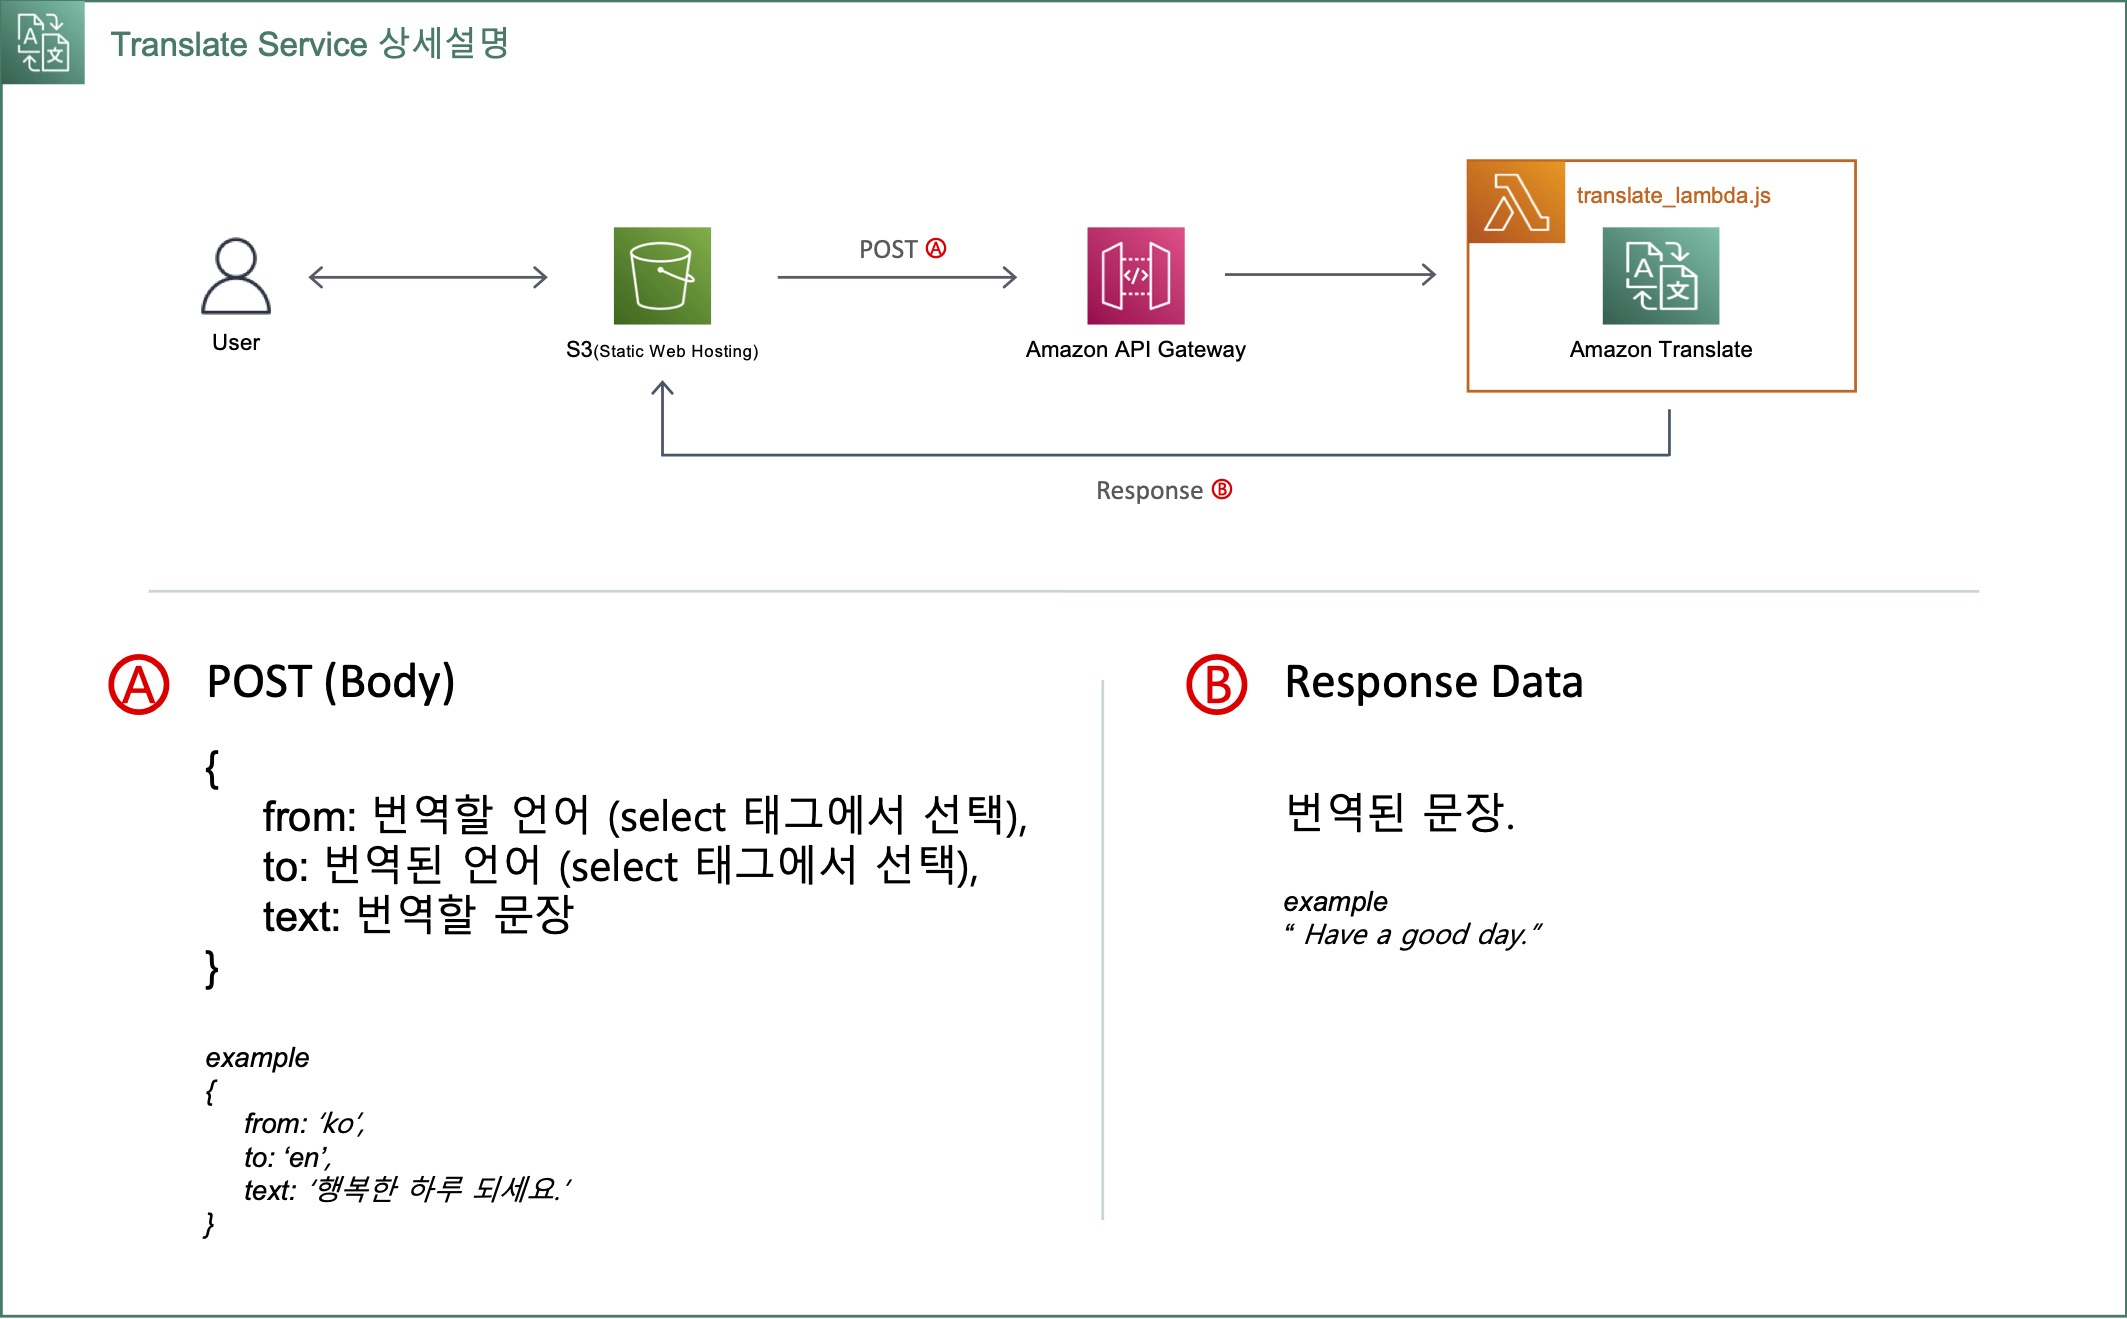 Translate Service 상세설명
translate_lambda.js
POST Ⓐ
User
S3(Static Web Hosting)
Amazon API Gateway
Amazon Translate
Response Ⓑ
Ⓐ POST (Body)
{
from: 번역할 언어 (select 태그에서 선택),
to: 번역된 언어 (select 태그에서 선택),
text: 번역할 문장
}
example
{
from: ‘ko’,
to: ‘en’,
text: ‘행복한 하루 되세요.’
}
Ⓑ Response Data
번역된 문장.
example
“ Have a good day.”